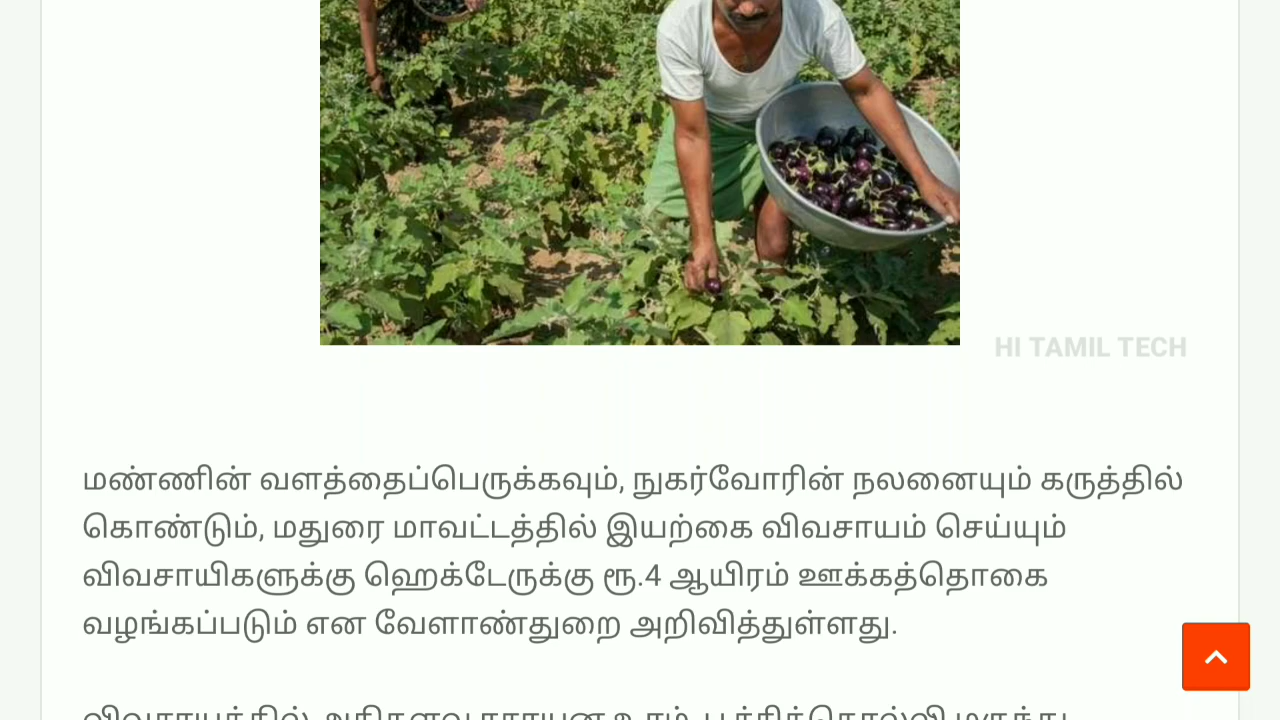 HI TAMIL TECH
மண்ணின் வளத்தைப்பெருக்கவும், நுகர்வோரின் நலனையும் கருத்தில்
கொண்டும், மதுரை மாவட்டத்தில் இயற்கை விவசாயம் செய்யும்
விவசாயிகளுக்கு ஹெக்டேருக்கு ரூ.4 ஆயிரம் ஊக்கத்தொகை
வழங்கப்படும் என வேளாண்துறை அறிவித்துள்ளது.